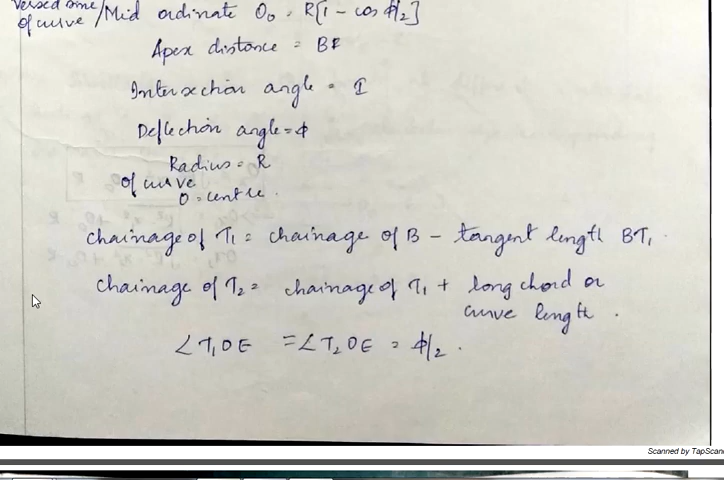 Versed sine
of curve /Mid ordinate O₀ = R[1 - cos ϕ/2]
Apex distance = BE
Intersection angle = I
Deflection angle = ϕ
Radius = R
of curve
O = centre.
chainage of T₁ = chainage of B - tangent length BT₁.
chainage of T₂ = chainage of T₁ + long chord or
curve length.
∠T₁OE = ∠T₂OE = ϕ/2.
Scanned by TapScan